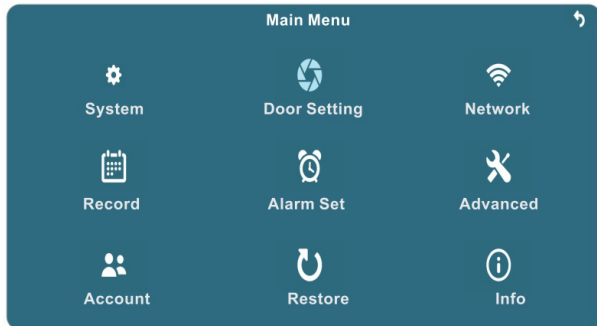 Main Menu
System Door Setting Network
Record Alarm Set Advanced
Account Restore Info